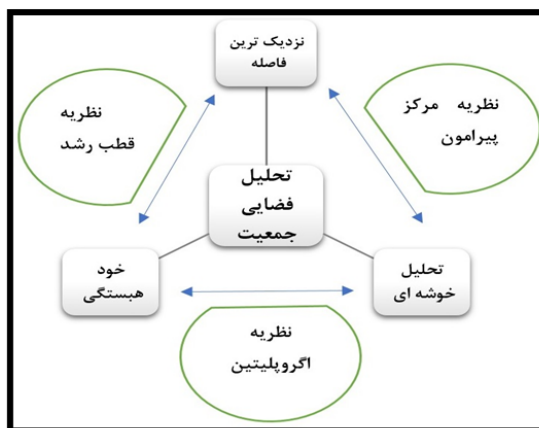 نزدیک ترین
فاصله
نظریه
قطب رشد
نظریه مرکز
پیرامون
تحلیل
فضایی
جمعیت
خود
هبستگی
تحلیل
خوشه ای
نظریه
اگروپلیتین